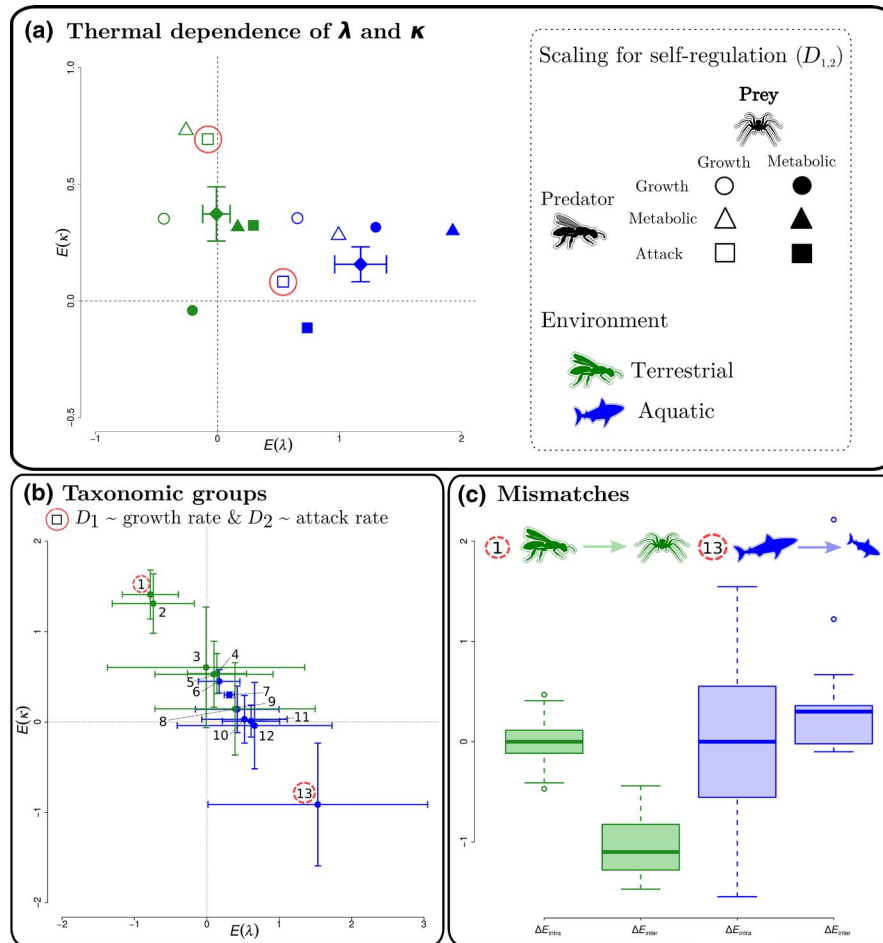 (a) Thermal dependence of λ and κ
1.0
0.5
0.0
-0.5
E(κ)
-1
0
1
2
E(λ)
Scaling for self-regulation (D1,2)
Prey
Growth Metabolic
Predator
Growth
Metabolic
Attack
Environment
Terrestrial
Aquatic
(b) Taxonomic groups
D1 ~ growth rate & D2 ~ attack rate
2
1
0
-1
-2
E(κ)
1
2
3
4
5
6
7
8
9
10
11
12
13
-2
-1
0
1
2
3
E(λ)
(c) Mismatches
1
13
2
1
0
-1
ΔEintra
ΔEinter
ΔEintra
ΔEinter